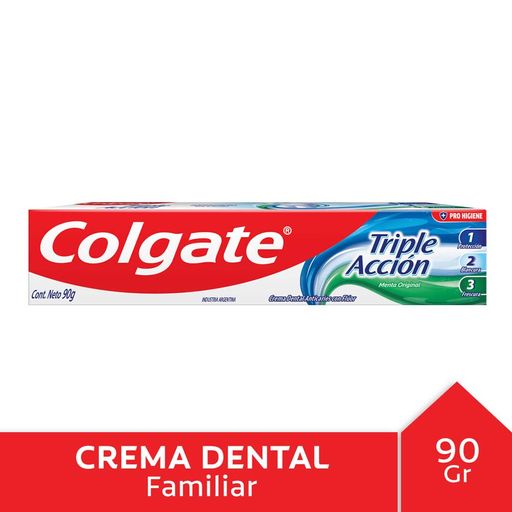 + PRO HIGIENE
Colgate®
Triple
Acción
Menta Original
1
Protección
2
Blancura
3
Frescura
Cont. Neto 90g
INDUSTRIA ARGENTINA
Crema Dental Anticaries con Flúor
CREMA DENTAL
Familiar
90
Gr